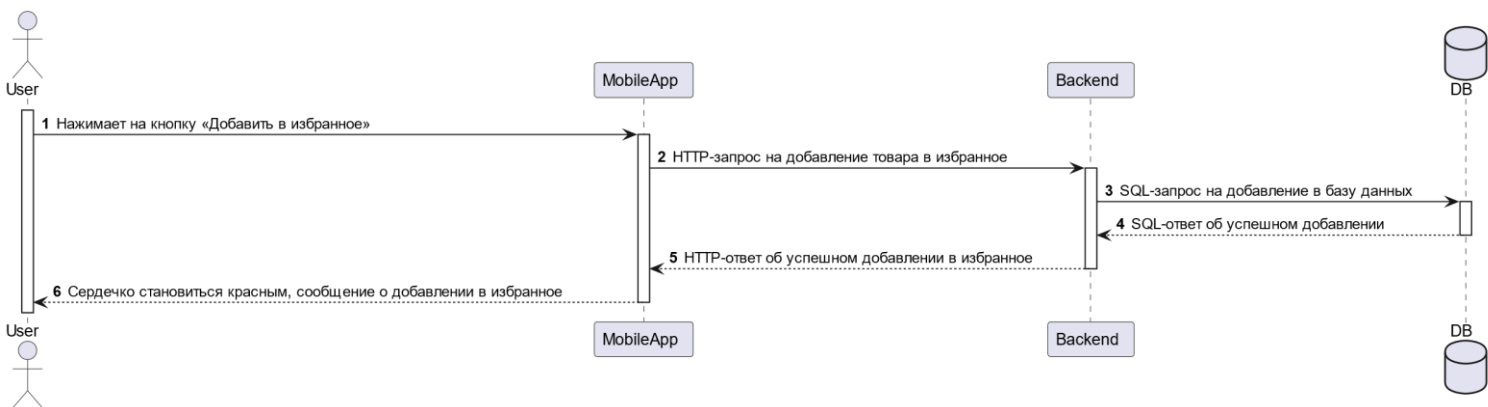 User
MobileApp
Backend
DB
1 Нажимает на кнопку «Добавить в избранное»
2 HTTP-запрос на добавление товара в избранное
3 SQL-запрос на добавление в базу данных
4 SQL-ответ об успешном добавлении
5 HTTP-ответ об успешном добавлении в избранное
6 Сердечко становиться красным, сообщение о добавлении в избранное
User
MobileApp
Backend
DB